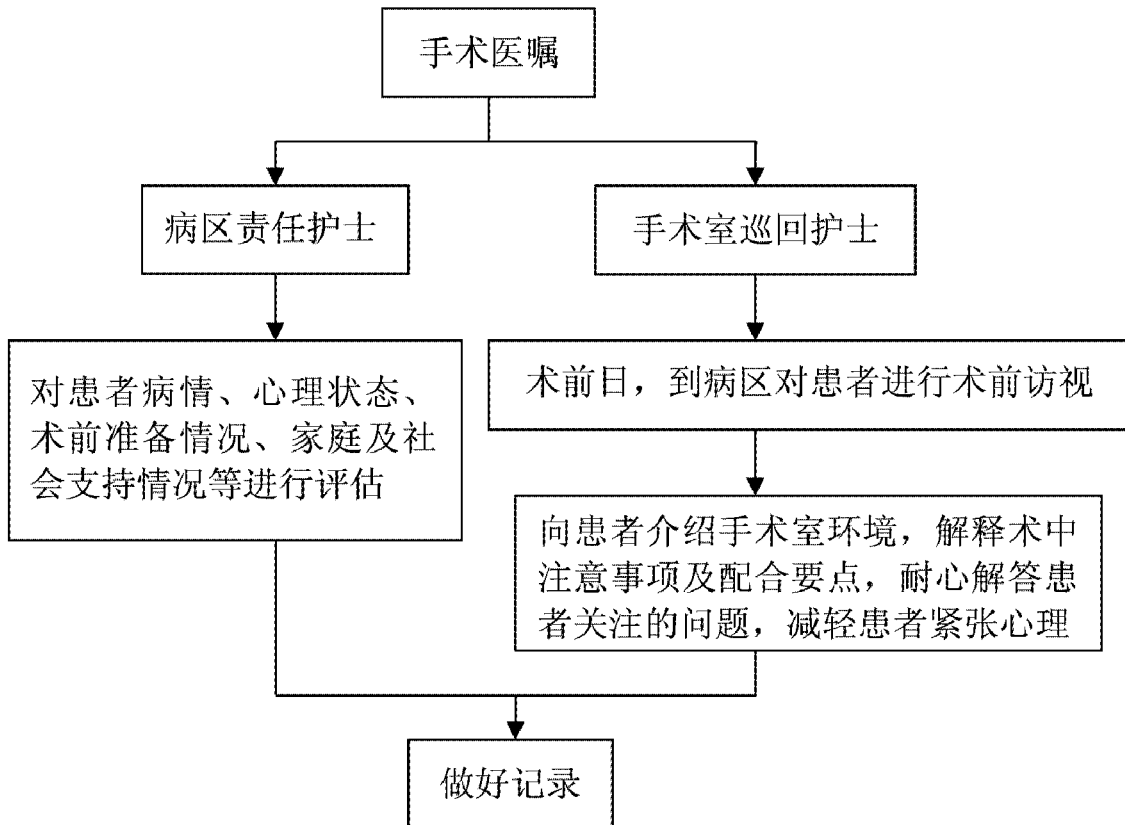 手术医嘱
病区责任护士
手术室巡回护士
对患者病情、心理状态、
术前准备情况、家庭及社
会支持情况等进行评估
术前日，到病区对患者进行术前访视
向患者介绍手术室环境，解释术中
注意事项及配合要点，耐心解答患
者关注的问题，减轻患者紧张心理
做好记录